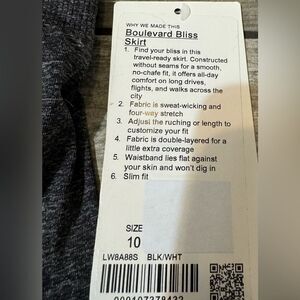 WHY WE MADE THIS
Boulevard Bliss
Skirt
1. Find your bliss in this
travel-ready skirt. Constructed
without seams for a smooth,
no-chafe fit, it offers all-day
comfort on long drives,
flights, and walks across the
city
2. Fabric is sweat-wicking and
four-way stretch
3. Adjust the ruching or length to
customize your fit
4. Fabric is double-layered for a
little extra coverage
5. Waistband lies flat against
your skin and won't dig in
6. Slim fit
SIZE
10
LW8A88S BLK/WHT